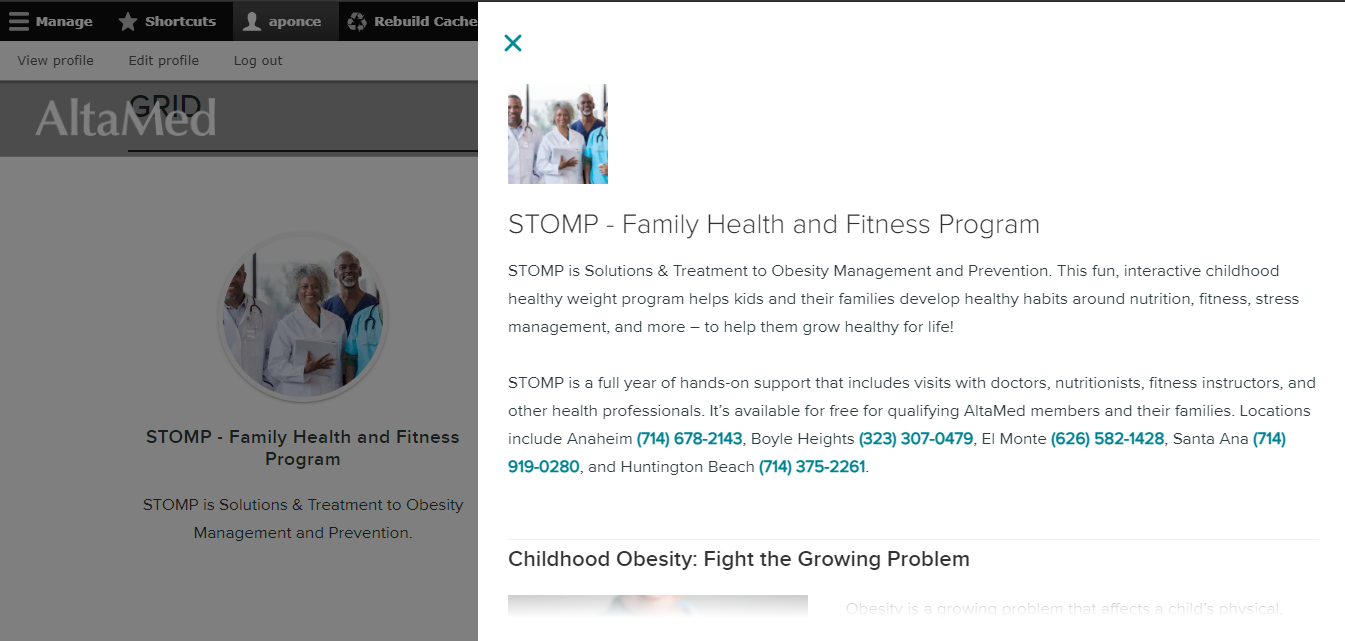 Manage Shortcuts aponce Rebuild Cache
View profile Edit profile Log out
GRID
AltaMed
STOMP - Family Health and Fitness
Program
STOMP is Solutions & Treatment to Obesity
Management and Prevention.
STOMP - Family Health and Fitness Program
STOMP is Solutions & Treatment to Obesity Management and Prevention. This fun, interactive childhood
healthy weight program helps kids and their families develop healthy habits around nutrition, fitness, stress
management, and more – to help them grow healthy for life!
STOMP is a full year of hands-on support that includes visits with doctors, nutritionists, fitness instructors, and
other health professionals. It’s available for free for qualifying AltaMed members and their families. Locations
include Anaheim (714) 678-2143, Boyle Heights (323) 307-0479, El Monte (626) 582-1428, Santa Ana (714)
919-0280, and Huntington Beach (714) 375-2261.
Childhood Obesity: Fight the Growing Problem
Obesity is a growing problem that affects a child’s physical,